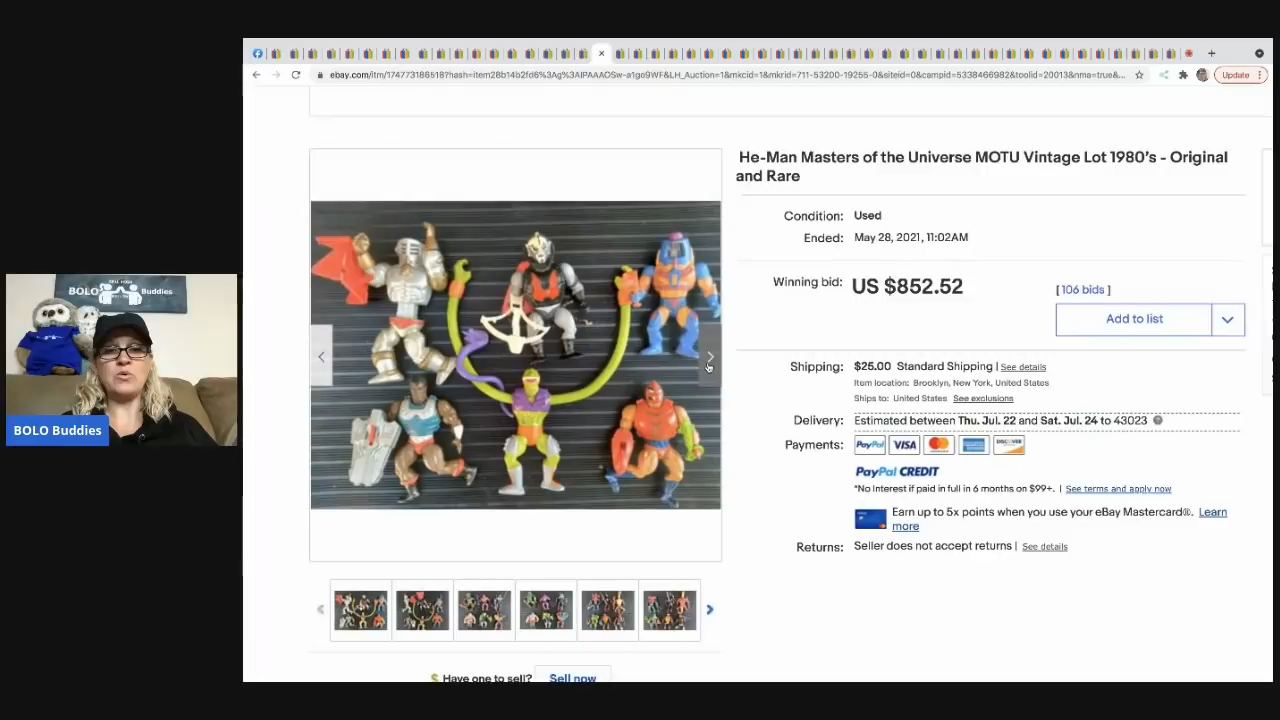 Update
ebay.com/itm/174773186518?hash=item28b14b2fd6%3Ag%3AIPAAAOSw-a1ge9WF&LH_Auction=1&mkcid=1&mkrid=711-53200-19255-0&siteid=0&campid=5338466982&toolid=20013&nma=true&...
He-Man Masters of the Universe MOTU Vintage Lot 1980's - Original
and Rare
Condition: Used
Ended: May 28, 2021, 11:02AM
Winning bid: US $852.52 [ 106 bids ]
Add to list
Shipping: $25.00 Standard Shipping | See details
Item location: Brooklyn, New York, United States
Ships to: United States See exclusions
Delivery: Estimated between Thu. Jul. 22 and Sat. Jul. 24 to 43023
Payments: PayPal VISA MasterCard AMERICAN EXPRESS DISCOVER
PayPal CREDIT
*No Interest if paid in full in 6 months on $99+. | See terms and apply now
Earn up to 5x points when you use your eBay Mastercard®. Learn
more
Returns: Seller does not accept returns | See details
$ Have one to sell? Sell now
BOLO Buddies
BOLO Buddies